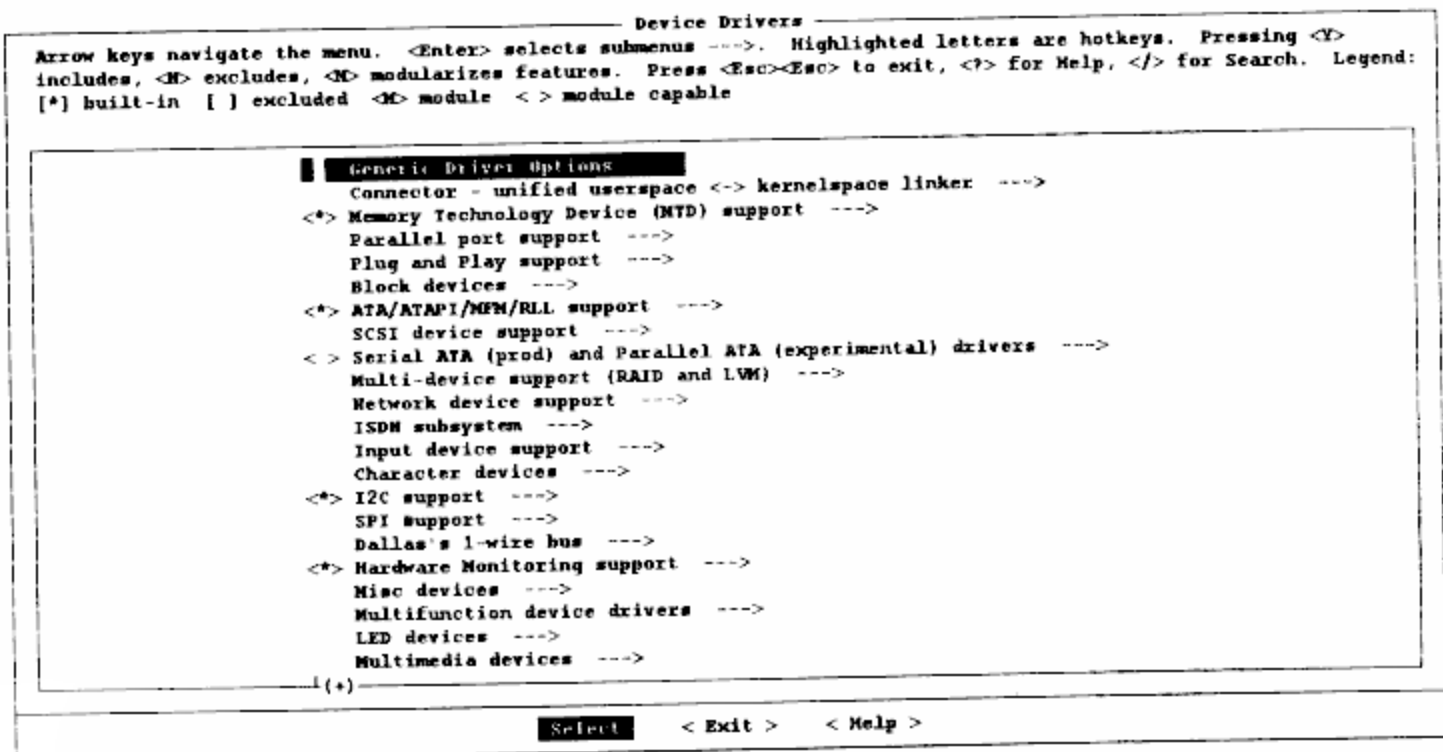 Device Drivers
Arrow keys navigate the menu. <Enter> selects submenus --->. Highlighted letters are hotkeys. Pressing <Y>
includes, <N> excludes, <M> modularizes features. Press <Esc><Esc> to exit, <?> for Help, </> for Search. Legend:
[*] built-in [ ] excluded <M> module < > module capable
Generic Driver Options
Connector - unified userspace <-> kernelspace linker --->
<*> Memory Technology Device (MTD) support --->
Parallel port support --->
Plug and Play support --->
Block devices --->
<*> ATA/ATAPI/MFM/RLL support --->
SCSI device support --->
< > Serial ATA (prod) and Parallel ATA (experimental) drivers --->
Multi-device support (RAID and LVM) --->
Network device support --->
ISDN subsystem --->
Input device support --->
Character devices --->
<*> I2C support --->
SPI support --->
Dallas's 1-wire bus --->
<*> Hardware Monitoring support --->
Misc devices --->
Multifunction device drivers --->
LED devices --->
Multimedia devices --->
(+)
Select < Exit > < Help >